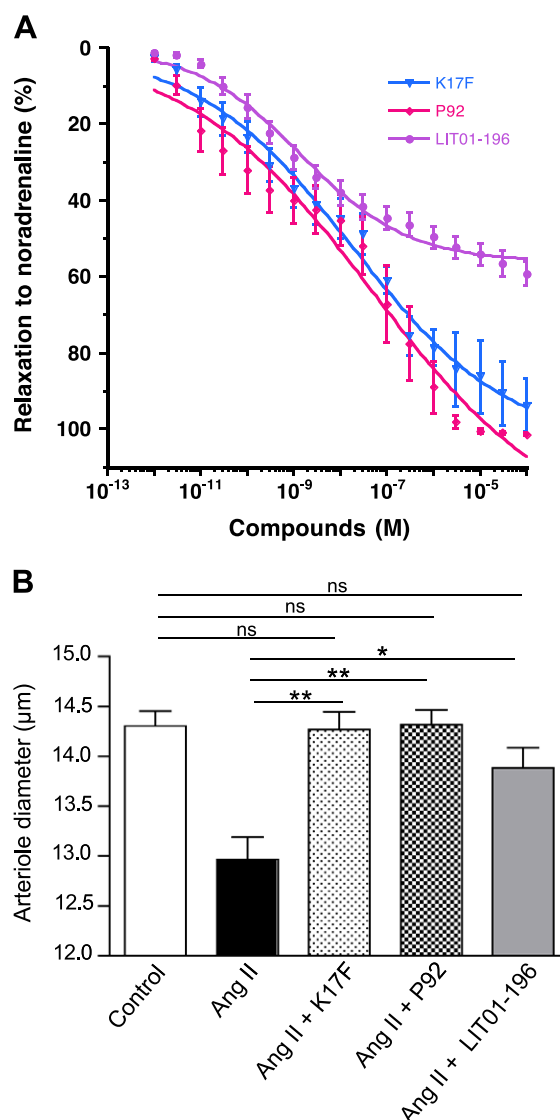 A
Relaxation to noradrenaline (%)
0
20
40
60
80
100
K17F
P92
LIT01-196
10⁻¹³
10⁻¹¹
10⁻⁹
10⁻⁷
10⁻⁵
Compounds (M)
B
ns
ns
ns
*
**
**
Arteriole diameter (µm)
15.0
14.5
14.0
13.5
13.0
12.5
12.0
Control
Ang II
Ang II + K17F
Ang II + P92
Ang II + LIT01-196